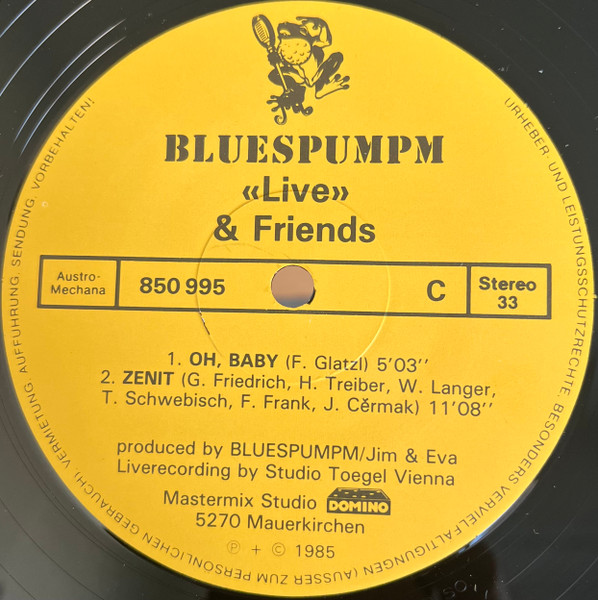 BLUESPUMPM
«Live»
& Friends
Austro-
Mechana
850 995
C
Stereo
33
1. OH, BABY (F. Glatzl) 5'03''
2. ZENIT (G. Friedrich, H. Treiber, W. Langer,
T. Schwebisch, F. Frank, J. Cěrmak) 11'08''
produced by BLUESPUMPM/Jim & Eva
Liverecording by Studio Toegel Vienna
Mastermix Studio DOMINO
5270 Mauerkirchen
℗ + © 1985
URHEBER- UND LEISTUNGSSCHUTZRECHTE, BESONDERS VERVIELFÄLTIGUNGEN (AUSSER ZUM PERSÖNLICHEN GEBRAUCH) VERMIETUNG, AUFFÜHRUNG, SENDUNG, VORBEHALTEN!